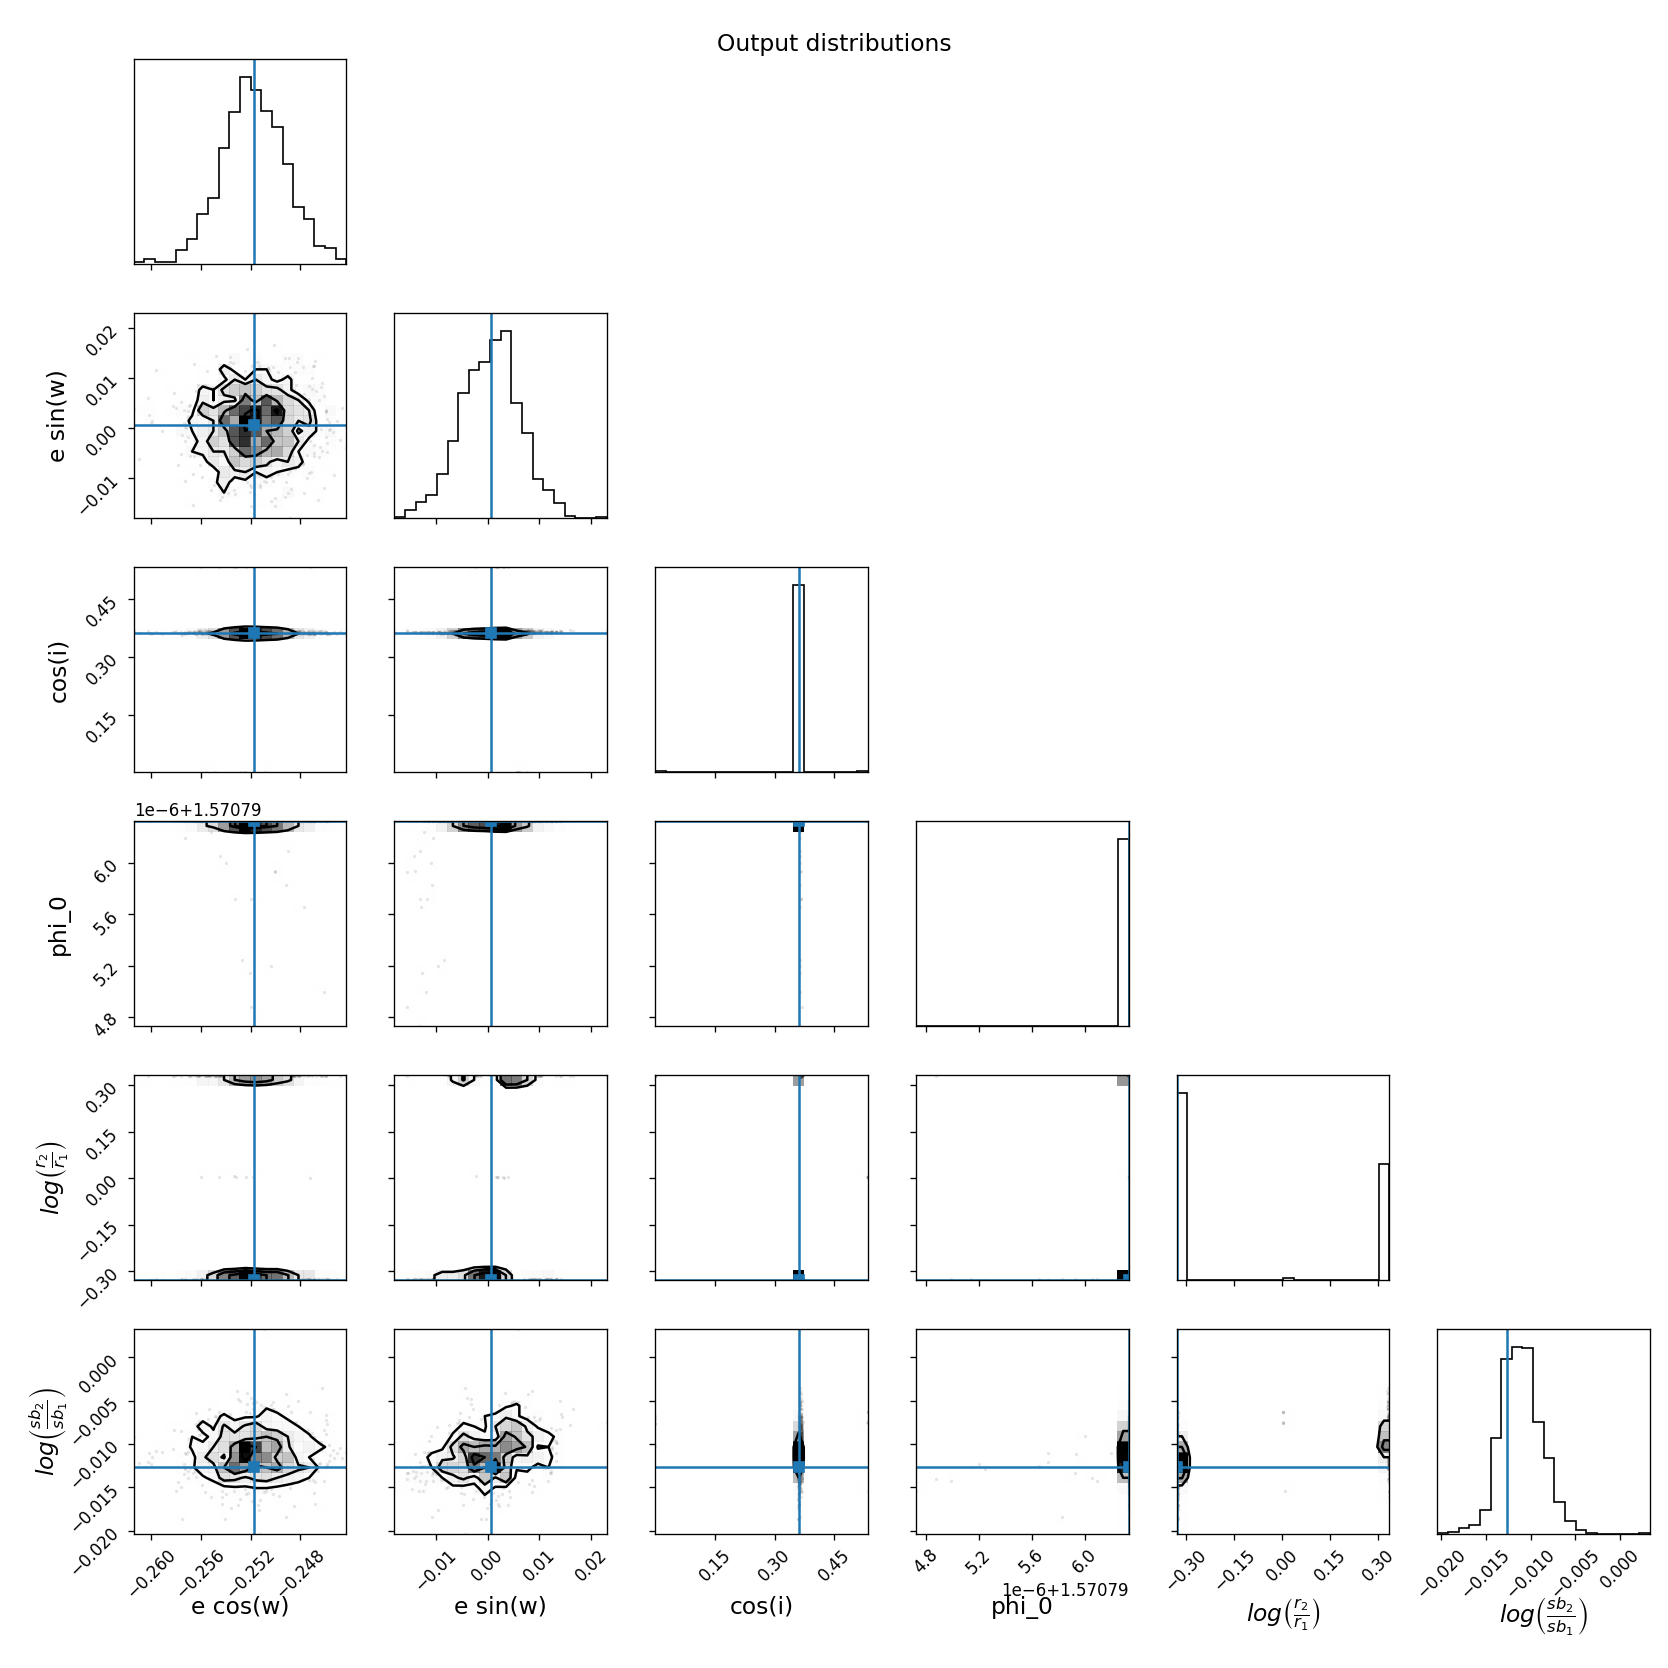 Output distributions
0.02
0.01
0.00
−0.01
e sin(w)
0.45
0.30
0.15
cos(i)
1e−6+1.57079
6.0
5.6
5.2
4.8
phi_0
0.30
0.15
0.00
−0.15
−0.30
log(r2/r1)
0.000
−0.005
−0.010
−0.015
−0.020
log(sb2/sb1)
−0.260 −0.256 −0.252 −0.248
e cos(w)
−0.01 0.00 0.01 0.02
e sin(w)
0.15 0.30 0.45
cos(i)
4.8 5.2 5.6 6.0
1e−6+1.57079
phi_0
−0.30 −0.15 0.00 0.15 0.30
log(r2/r1)
−0.020 −0.015 −0.010 −0.005 0.000
log(sb2/sb1)